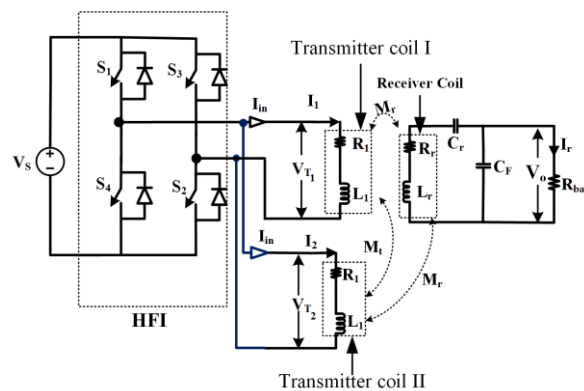 Transmitter coil I
Receiver Coil
S1
S3
Iin
I1
Mr
R1
L1
VT1
Rr
Lr
Cr
CF
Ir
Vo
Rba
VS
S4
S2
Iin
I2
Mt
Mr
VT2
R1
L1
HFI
Transmitter coil II